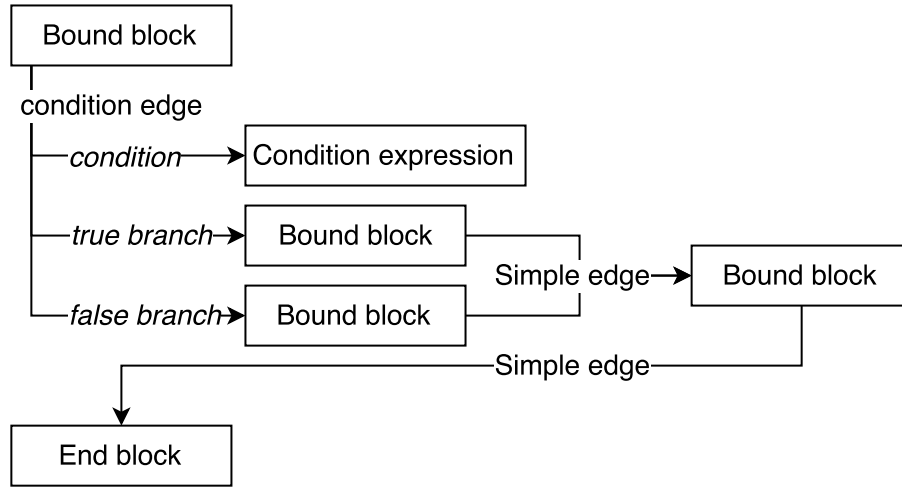 Bound block
condition edge
condition
Condition expression
true branch
Bound block
Simple edge
Bound block
false branch
Bound block
Simple edge
End block